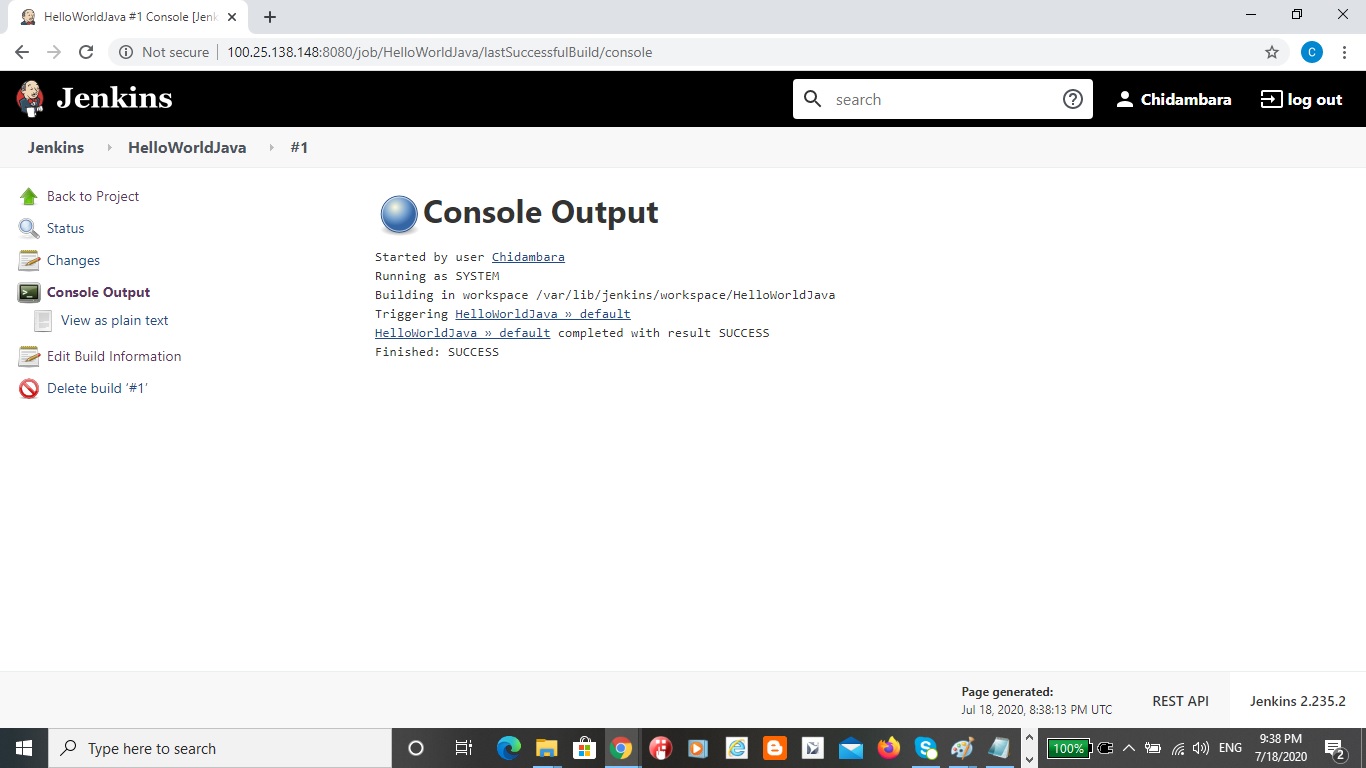 HelloWorldJava #1 Console [Jenk
Not secure
100.25.138.148:8080/job/HelloWorldJava/lastSuccessfulBuild/console
C
Jenkins
search
Chidambara
log out
Jenkins
HelloWorldJava
#1
Back to Project
Status
Changes
Console Output
View as plain text
Edit Build Information
Delete build ‘#1’
Console Output
Started by user Chidambara
Running as SYSTEM
Building in workspace /var/lib/jenkins/workspace/HelloWorldJava
Triggering HelloWorldJava » default
HelloWorldJava » default completed with result SUCCESS
Finished: SUCCESS
Page generated:
Jul 18, 2020, 8:38:13 PM UTC
REST API
Jenkins 2.235.2
Type here to search
100%
ENG
9:38 PM
7/18/2020
2